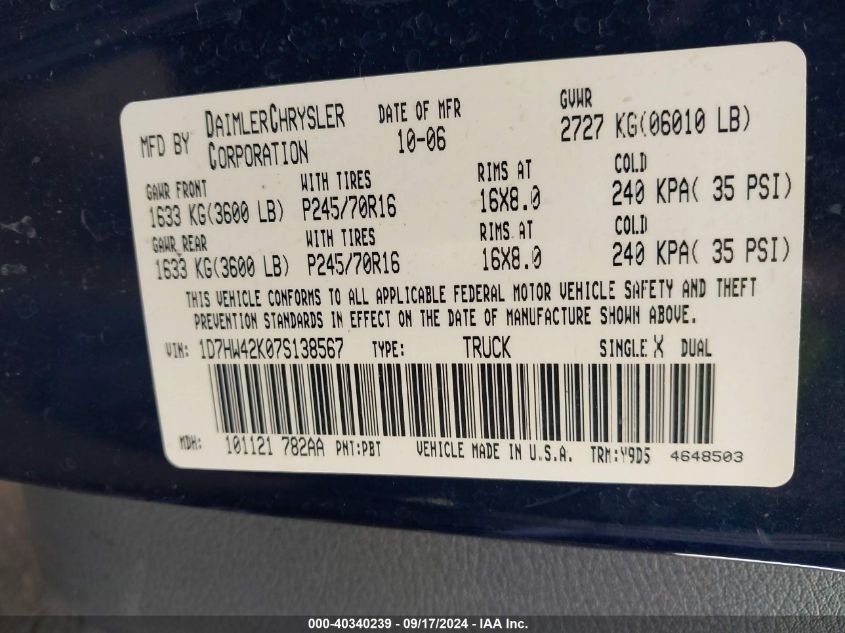 MFD BY DAIMLERCHRYSLER CORPORATION DATE OF MFR 10-06 GVWR 2727 KG(06010 LB)
GAWR FRONT WITH TIRES RIMS AT COLD
1633 KG(3600 LB) P245/70R16 16X8.0 240 KPA( 35 PSI)
GAWR REAR WITH TIRES RIMS AT COLD
1633 KG(3600 LB) P245/70R16 16X8.0 240 KPA( 35 PSI)
THIS VEHICLE CONFORMS TO ALL APPLICABLE FEDERAL MOTOR VEHICLE SAFETY AND THEFT
PREVENTION STANDARDS IN EFFECT ON THE DATE OF MANUFACTURE SHOWN ABOVE.
VIN: 1D7HW42K07S138567 TYPE: TRUCK SINGLE X DUAL
MDH: 101121 782AA PNT:PBT VEHICLE MADE IN U.S.A. TRM:Y9D5 4648503
000-40340239 - 09/17/2024 - IAA Inc.